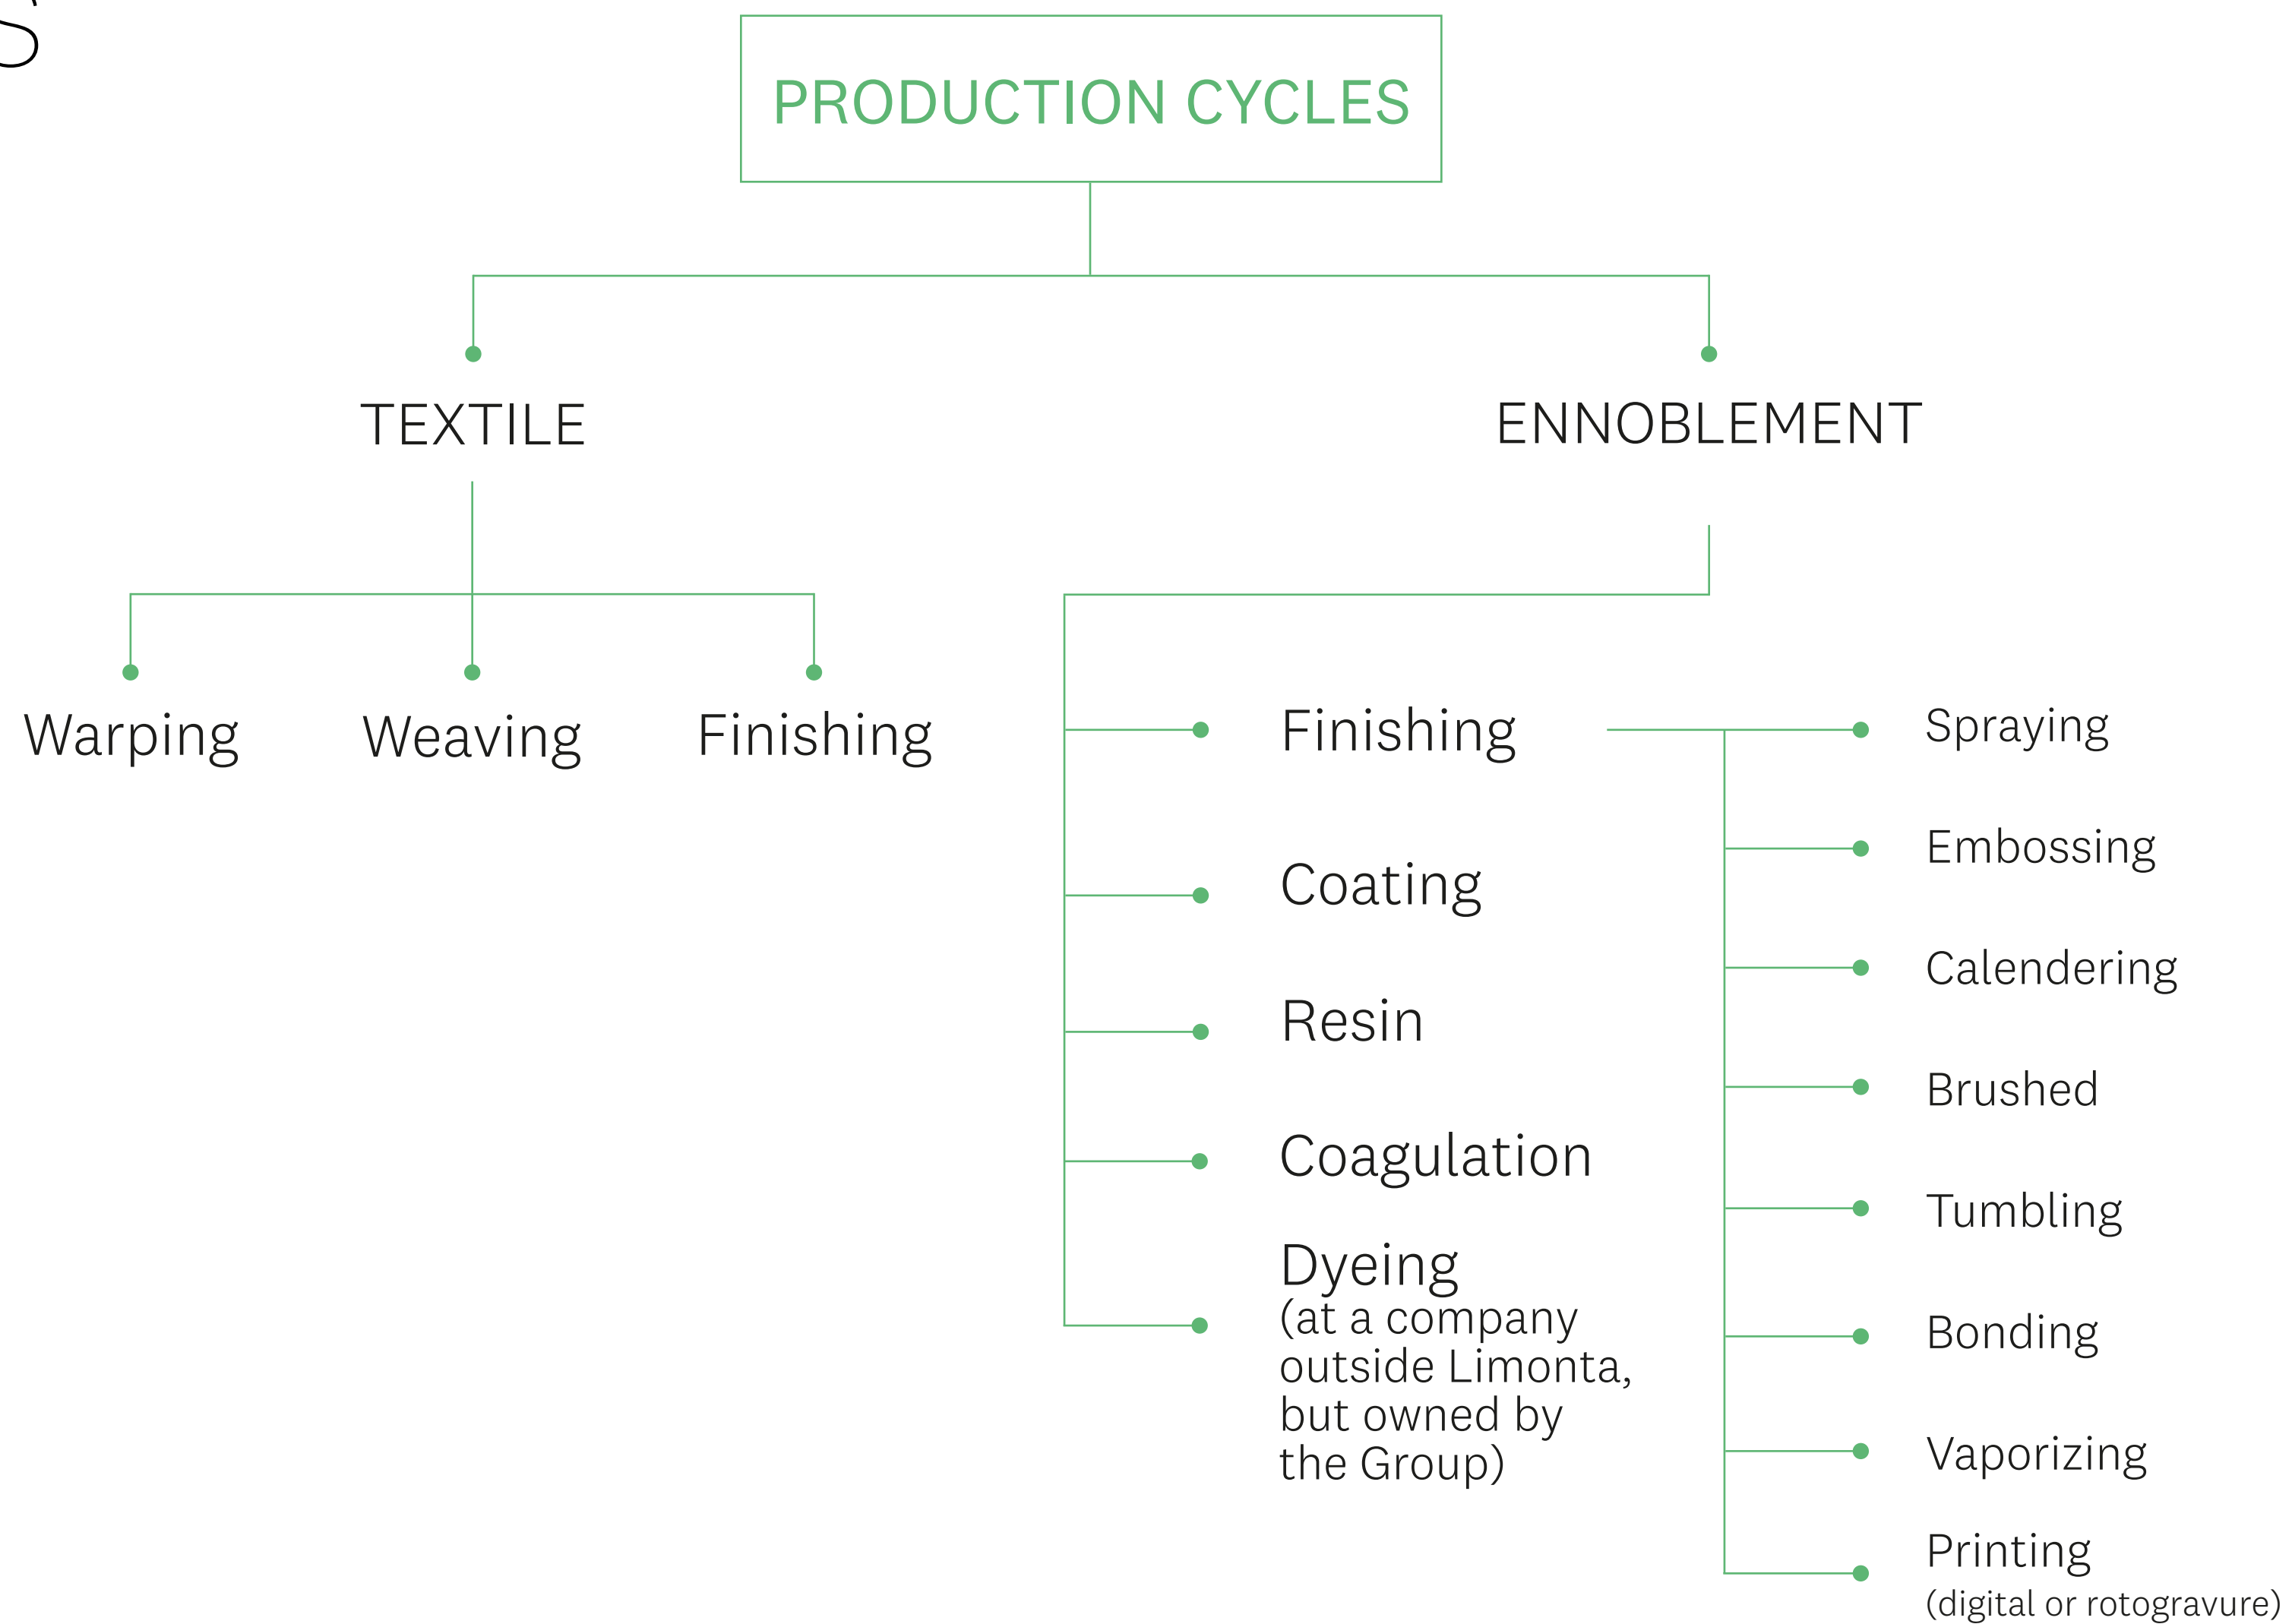 S
PRODUCTION CYCLES
TEXTILE
ENNOBLEMENT
Warping
Weaving
Finishing
Finishing
Coating
Resin
Coagulation
Dyeing
(at a company
outside Limonta,
but owned by
the Group)
Spraying
Embossing
Calendering
Brushed
Tumbling
Bonding
Vaporizing
Printing
(digital or rotogravure)